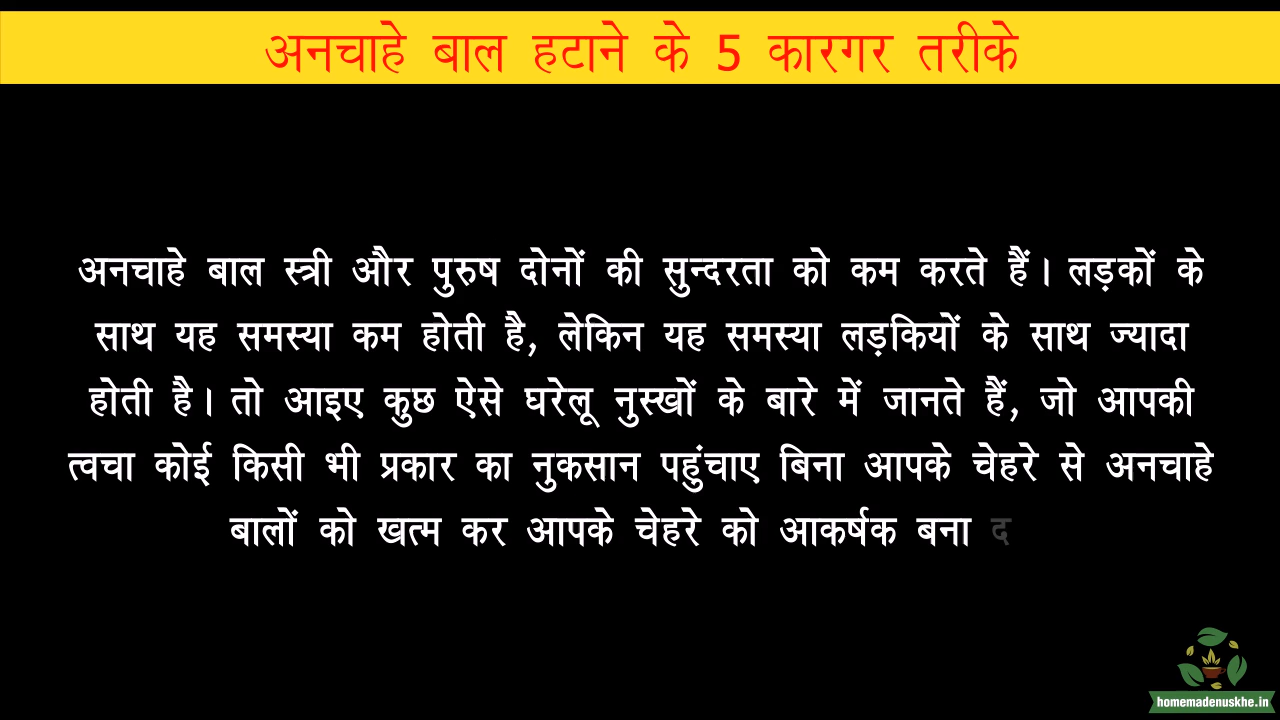 अनचाहे बाल हटाने के 5 कारगर तरीके
अनचाहे बाल स्त्री और पुरुष दोनों की सुन्दरता को कम करते हैं। लड़कों के
साथ यह समस्या कम होती है, लेकिन यह समस्या लड़कियों के साथ ज्यादा
होती है। तो आइए कुछ ऐसे घरेलू नुस्खों के बारे में जानते हैं, जो आपकी
त्वचा कोई किसी भी प्रकार का नुकसान पहुंचाए बिना आपके चेहरे से अनचाहे
बालों को खत्म कर आपके चेहरे को आकर्षक बना द
homemadenuskhe.in